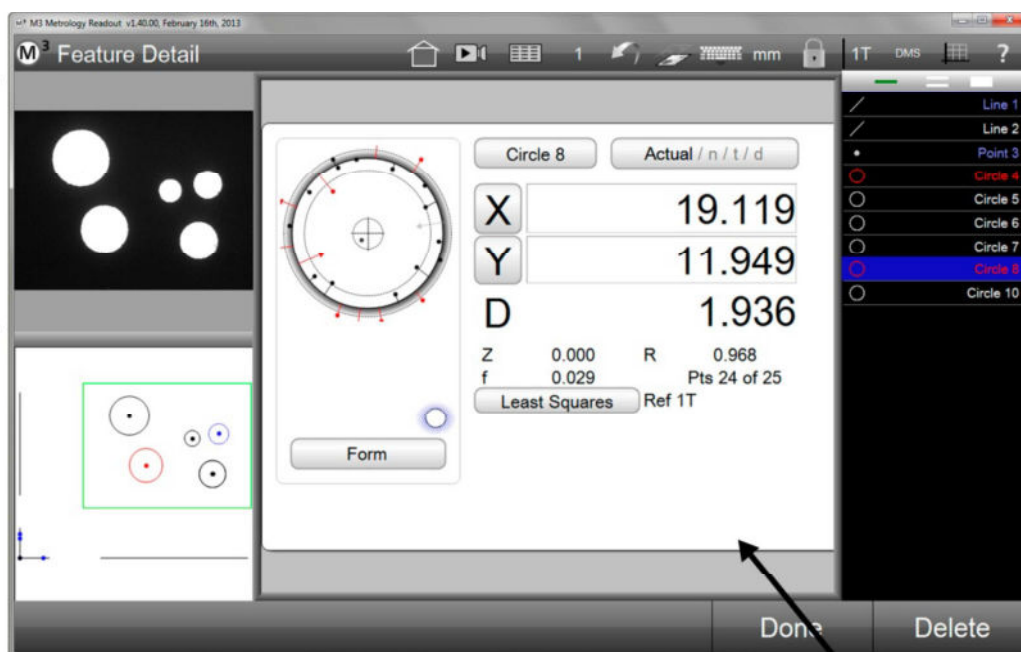 M³ M3 Metrology Readout v1.40.00, February 16th, 2013
M³ Feature Detail 1 mm 1T DMS ?
Line 1
Line 2
Point 3
Circle 4
Circle 5
Circle 6
Circle 7
Circle 8
Circle 10
Circle 8 Actual / n / t / d
X 19.119
Y 11.949
D 1.936
Z 0.000 R 0.968
f 0.029 Pts 24 of 25
Least Squares Ref 1T
Form
Done Delete